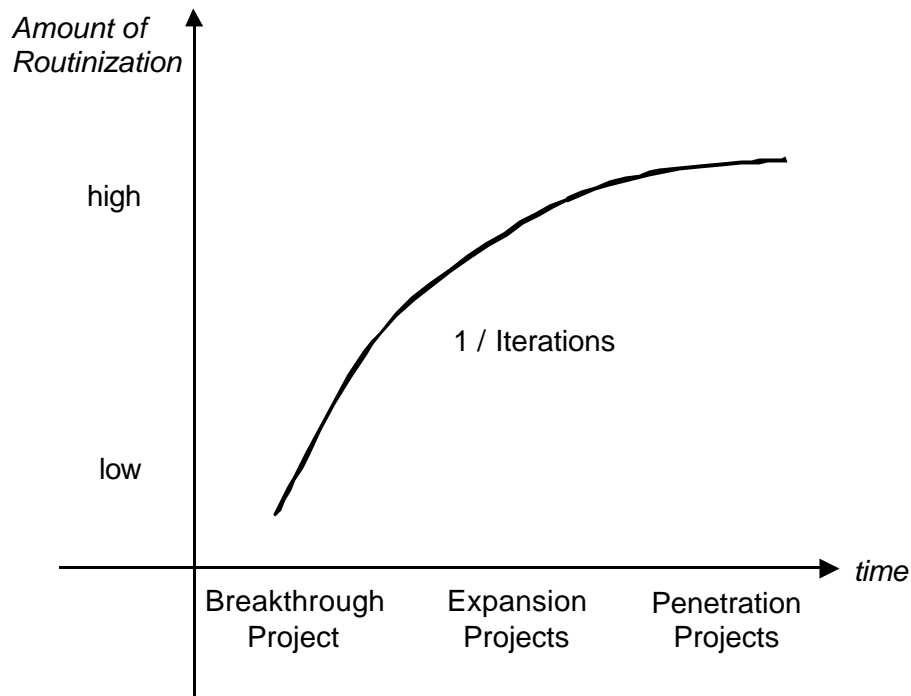 Amount of
Routinization
high
1 / Iterations
low
time
Breakthrough
Project
Expansion
Projects
Penetration
Projects